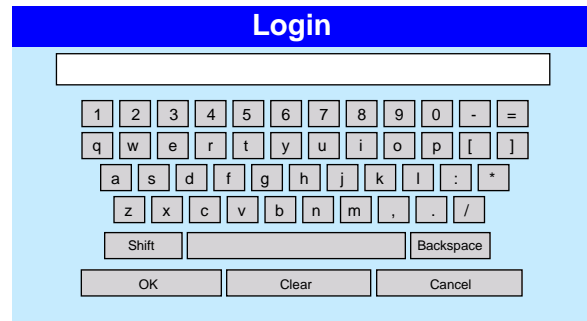 Login
1 2 3 4 5 6 7 8 9 0 - =
q w e r t y u i o p [ ]
a s d f g h j k l : *
z x c v b n m , . /
Shift Backspace
OK Clear Cancel